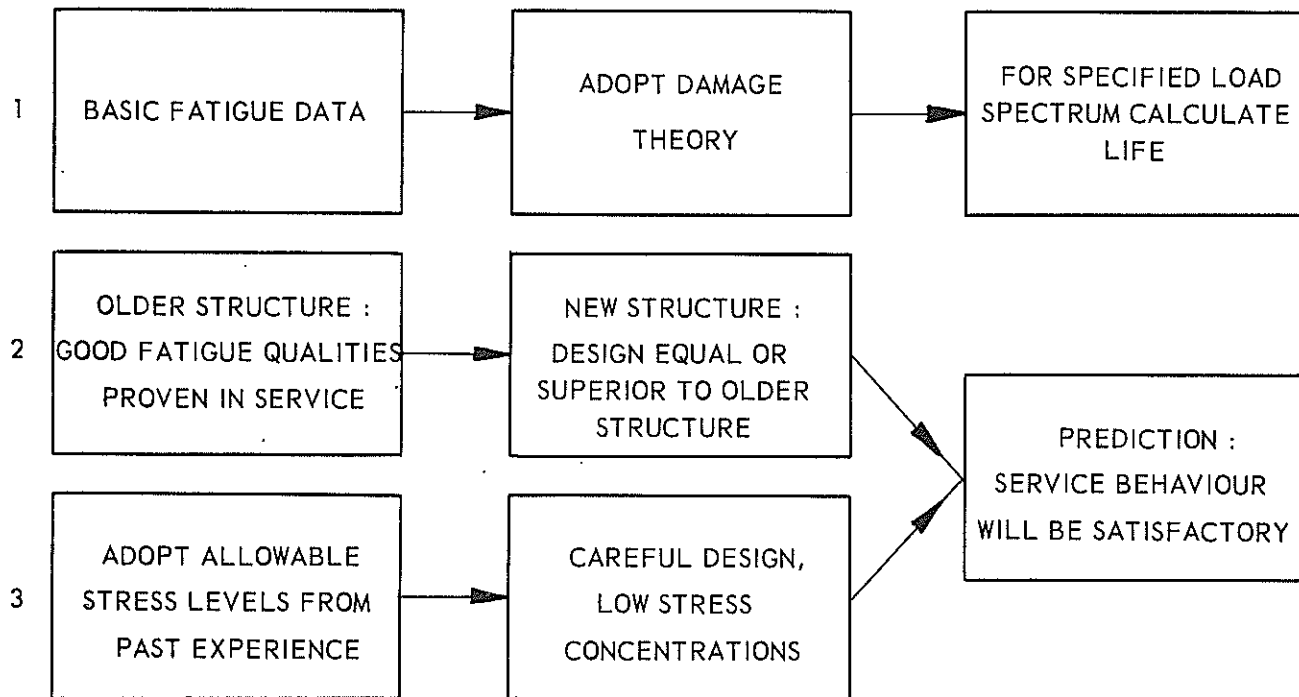 1
BASIC FATIGUE DATA
ADOPT DAMAGE
THEORY
FOR SPECIFIED LOAD
SPECTRUM CALCULATE
LIFE
2
OLDER STRUCTURE :
GOOD FATIGUE QUALITIES
PROVEN IN SERVICE
NEW STRUCTURE :
DESIGN EQUAL OR
SUPERIOR TO OLDER
STRUCTURE
PREDICTION :
SERVICE BEHAVIOUR
WILL BE SATISFACTORY
3
ADOPT ALLOWABLE
STRESS LEVELS FROM
PAST EXPERIENCE
CAREFUL DESIGN,
LOW STRESS
CONCENTRATIONS